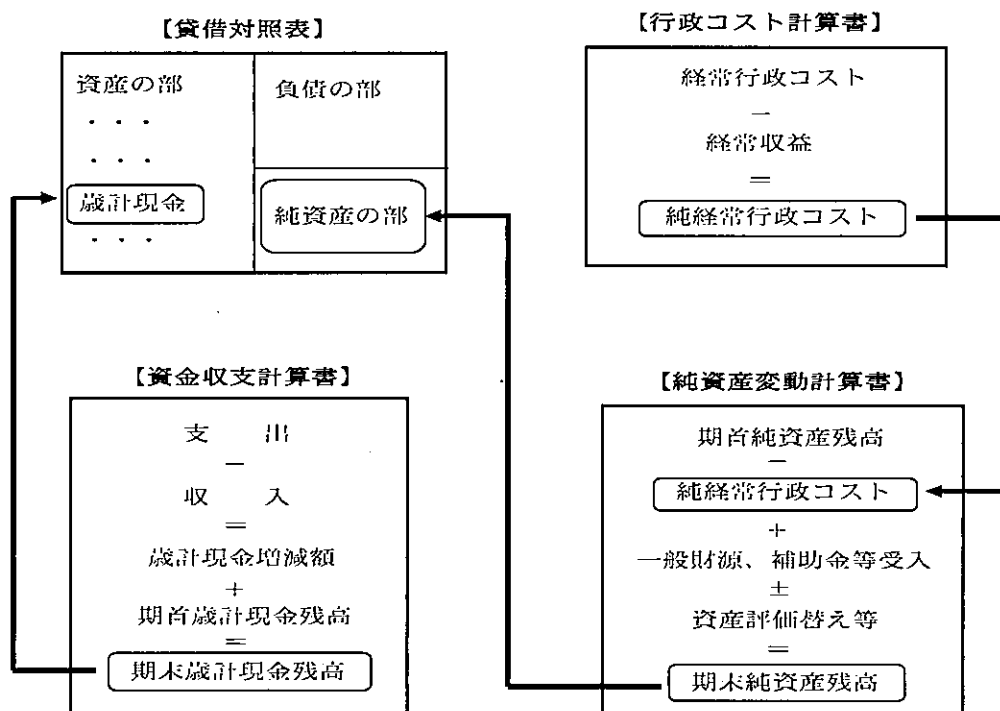 【貸借対照表】
資産の部
・・・
・・・
歳計現金
・・・
負債の部
純資産の部
【行政コスト計算書】
経常行政コスト
－
経常収益
＝
純経常行政コスト
【資金収支計算書】
支　　出
－
収　　入
＝
歳計現金増減額
＋
期首歳計現金残高
＝
期末歳計現金残高
【純資産変動計算書】
期首純資産残高
－
純経常行政コスト
＋
一般財源、補助金等受入
±
資産評価替え等
＝
期末純資産残高